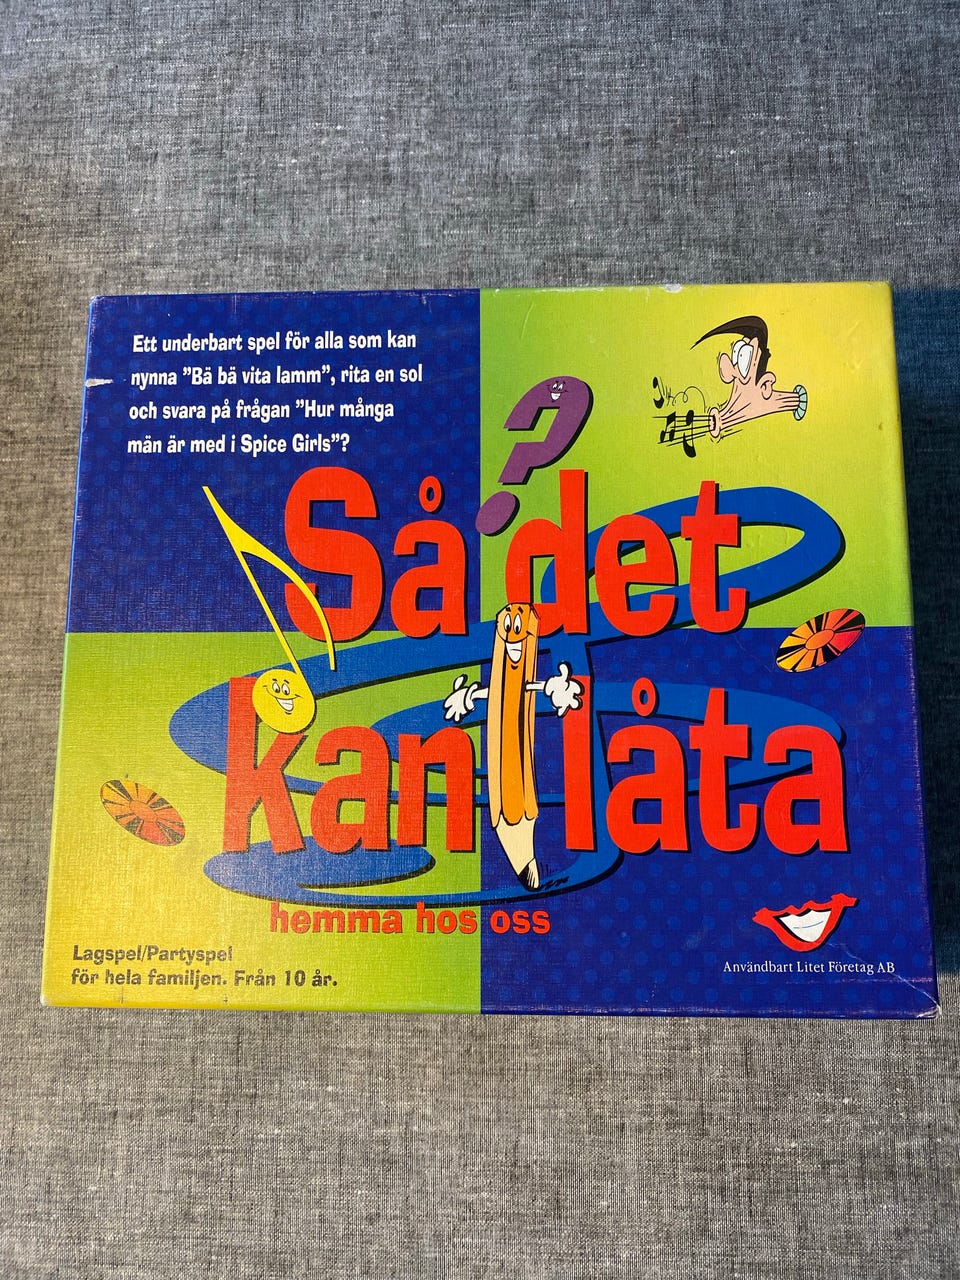 Ett underbart spel för alla som kan
nynna "Bä bä vita lamm", rita en sol
och svara på frågan "Hur många
män är med i Spice Girls"?
?
Så det
kan låta
hemma hos oss
Lagspel/Partyspel
för hela familjen. Från 10 år.
Användbart Litet Företag AB